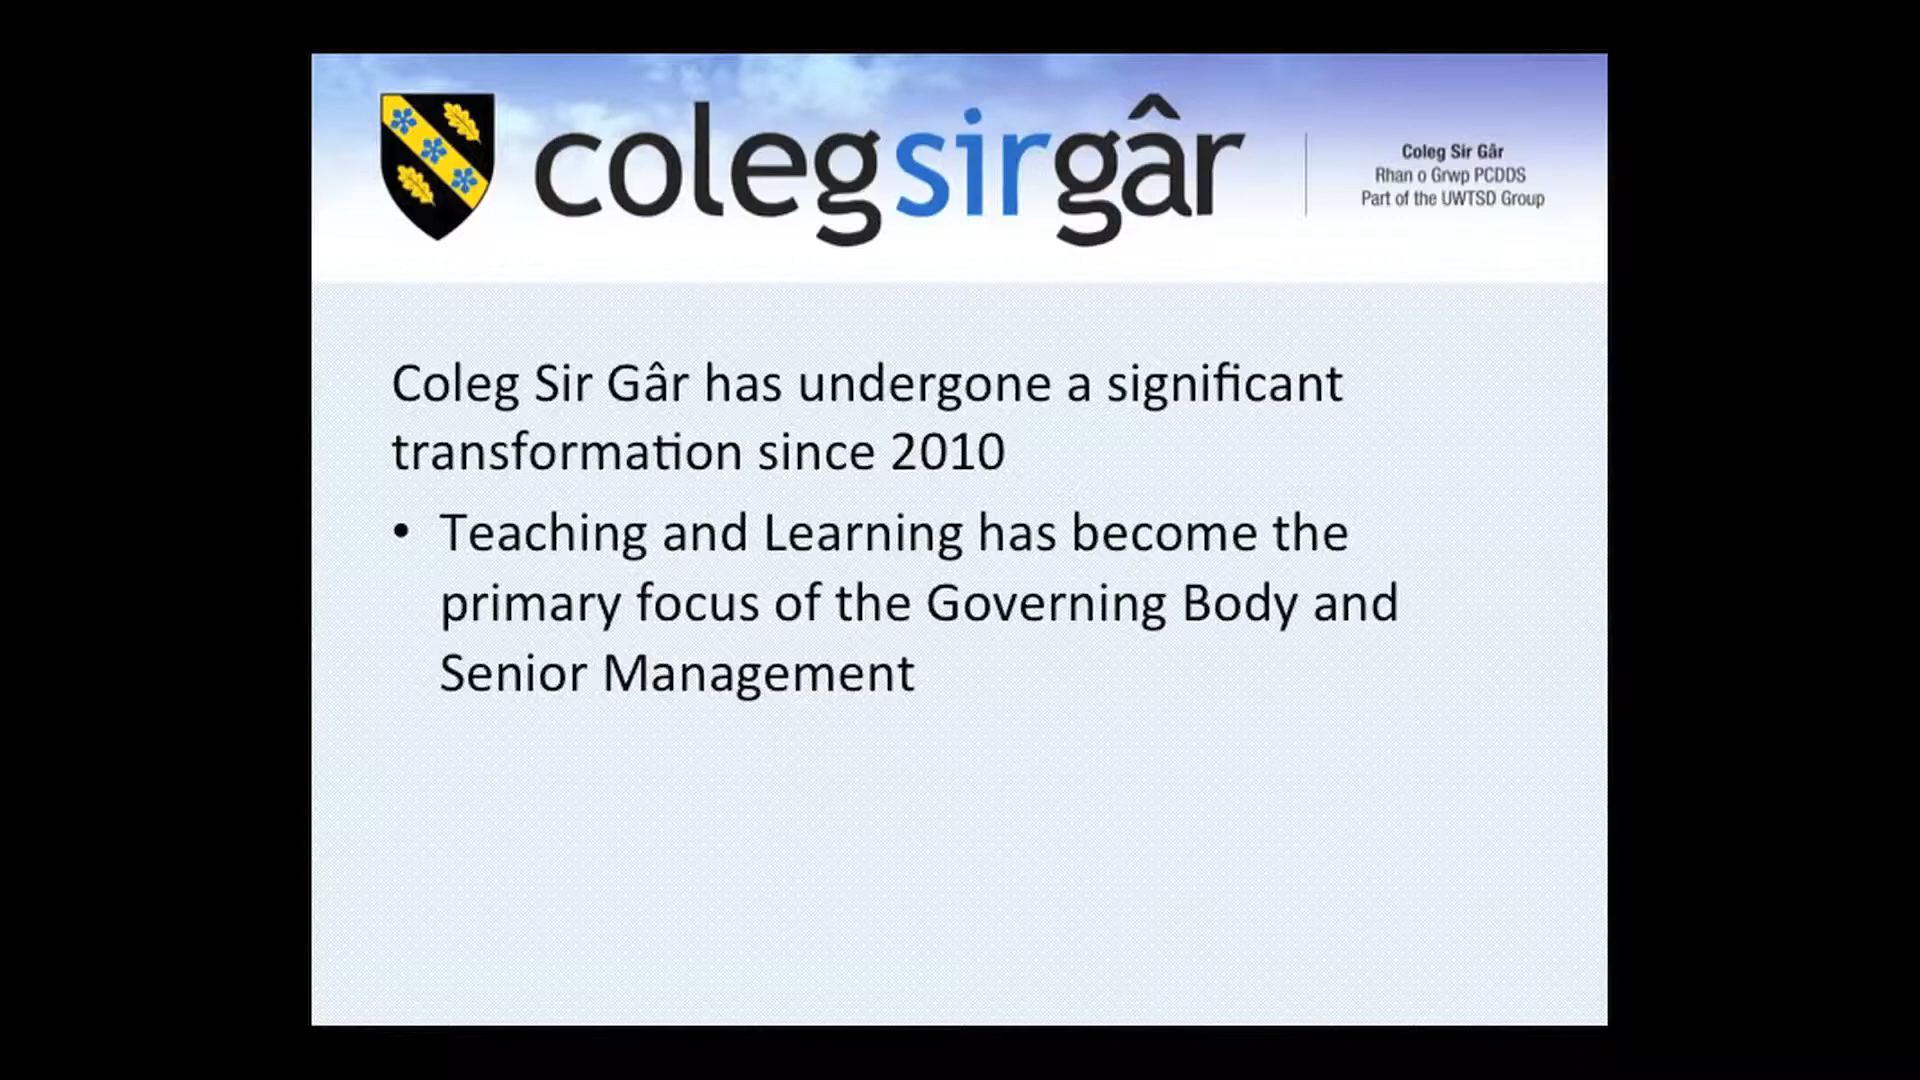 colegsirgâr
Coleg Sir Gâr
Rhan o Grwp PCDDS
Part of the UWTSD Group
Coleg Sir Gâr has undergone a significant
transformation since 2010
• Teaching and Learning has become the
primary focus of the Governing Body and
Senior Management